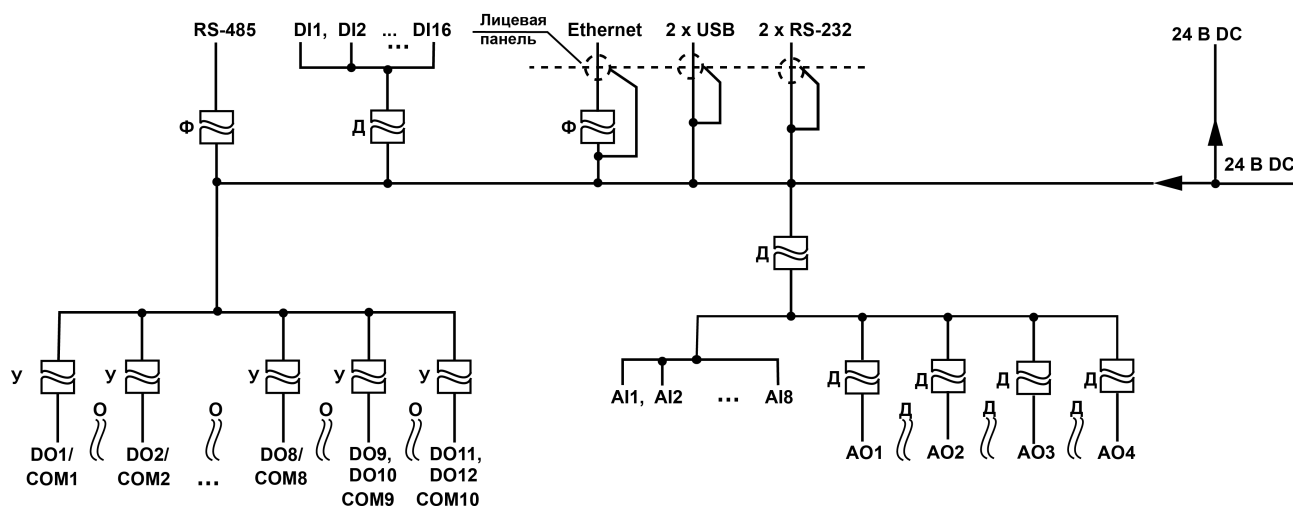 Лицевая
панель
RS-485
DI1, DI2 ... DI16
...
Ethernet
2 x USB
2 x RS-232
24 В DC
Ф
Д
Ф
24 В DC
Д
У
У
У
У
У
О
О
О
О
DO1/
COM1
DO2/
COM2
...
DO8/
COM8
DO9,
DO10
COM9
DO11,
DO12
COM10
AI1, AI2 ... AI8
Д
Д
Д
Д
Д
Д
Д
AO1
AO2
AO3
AO4